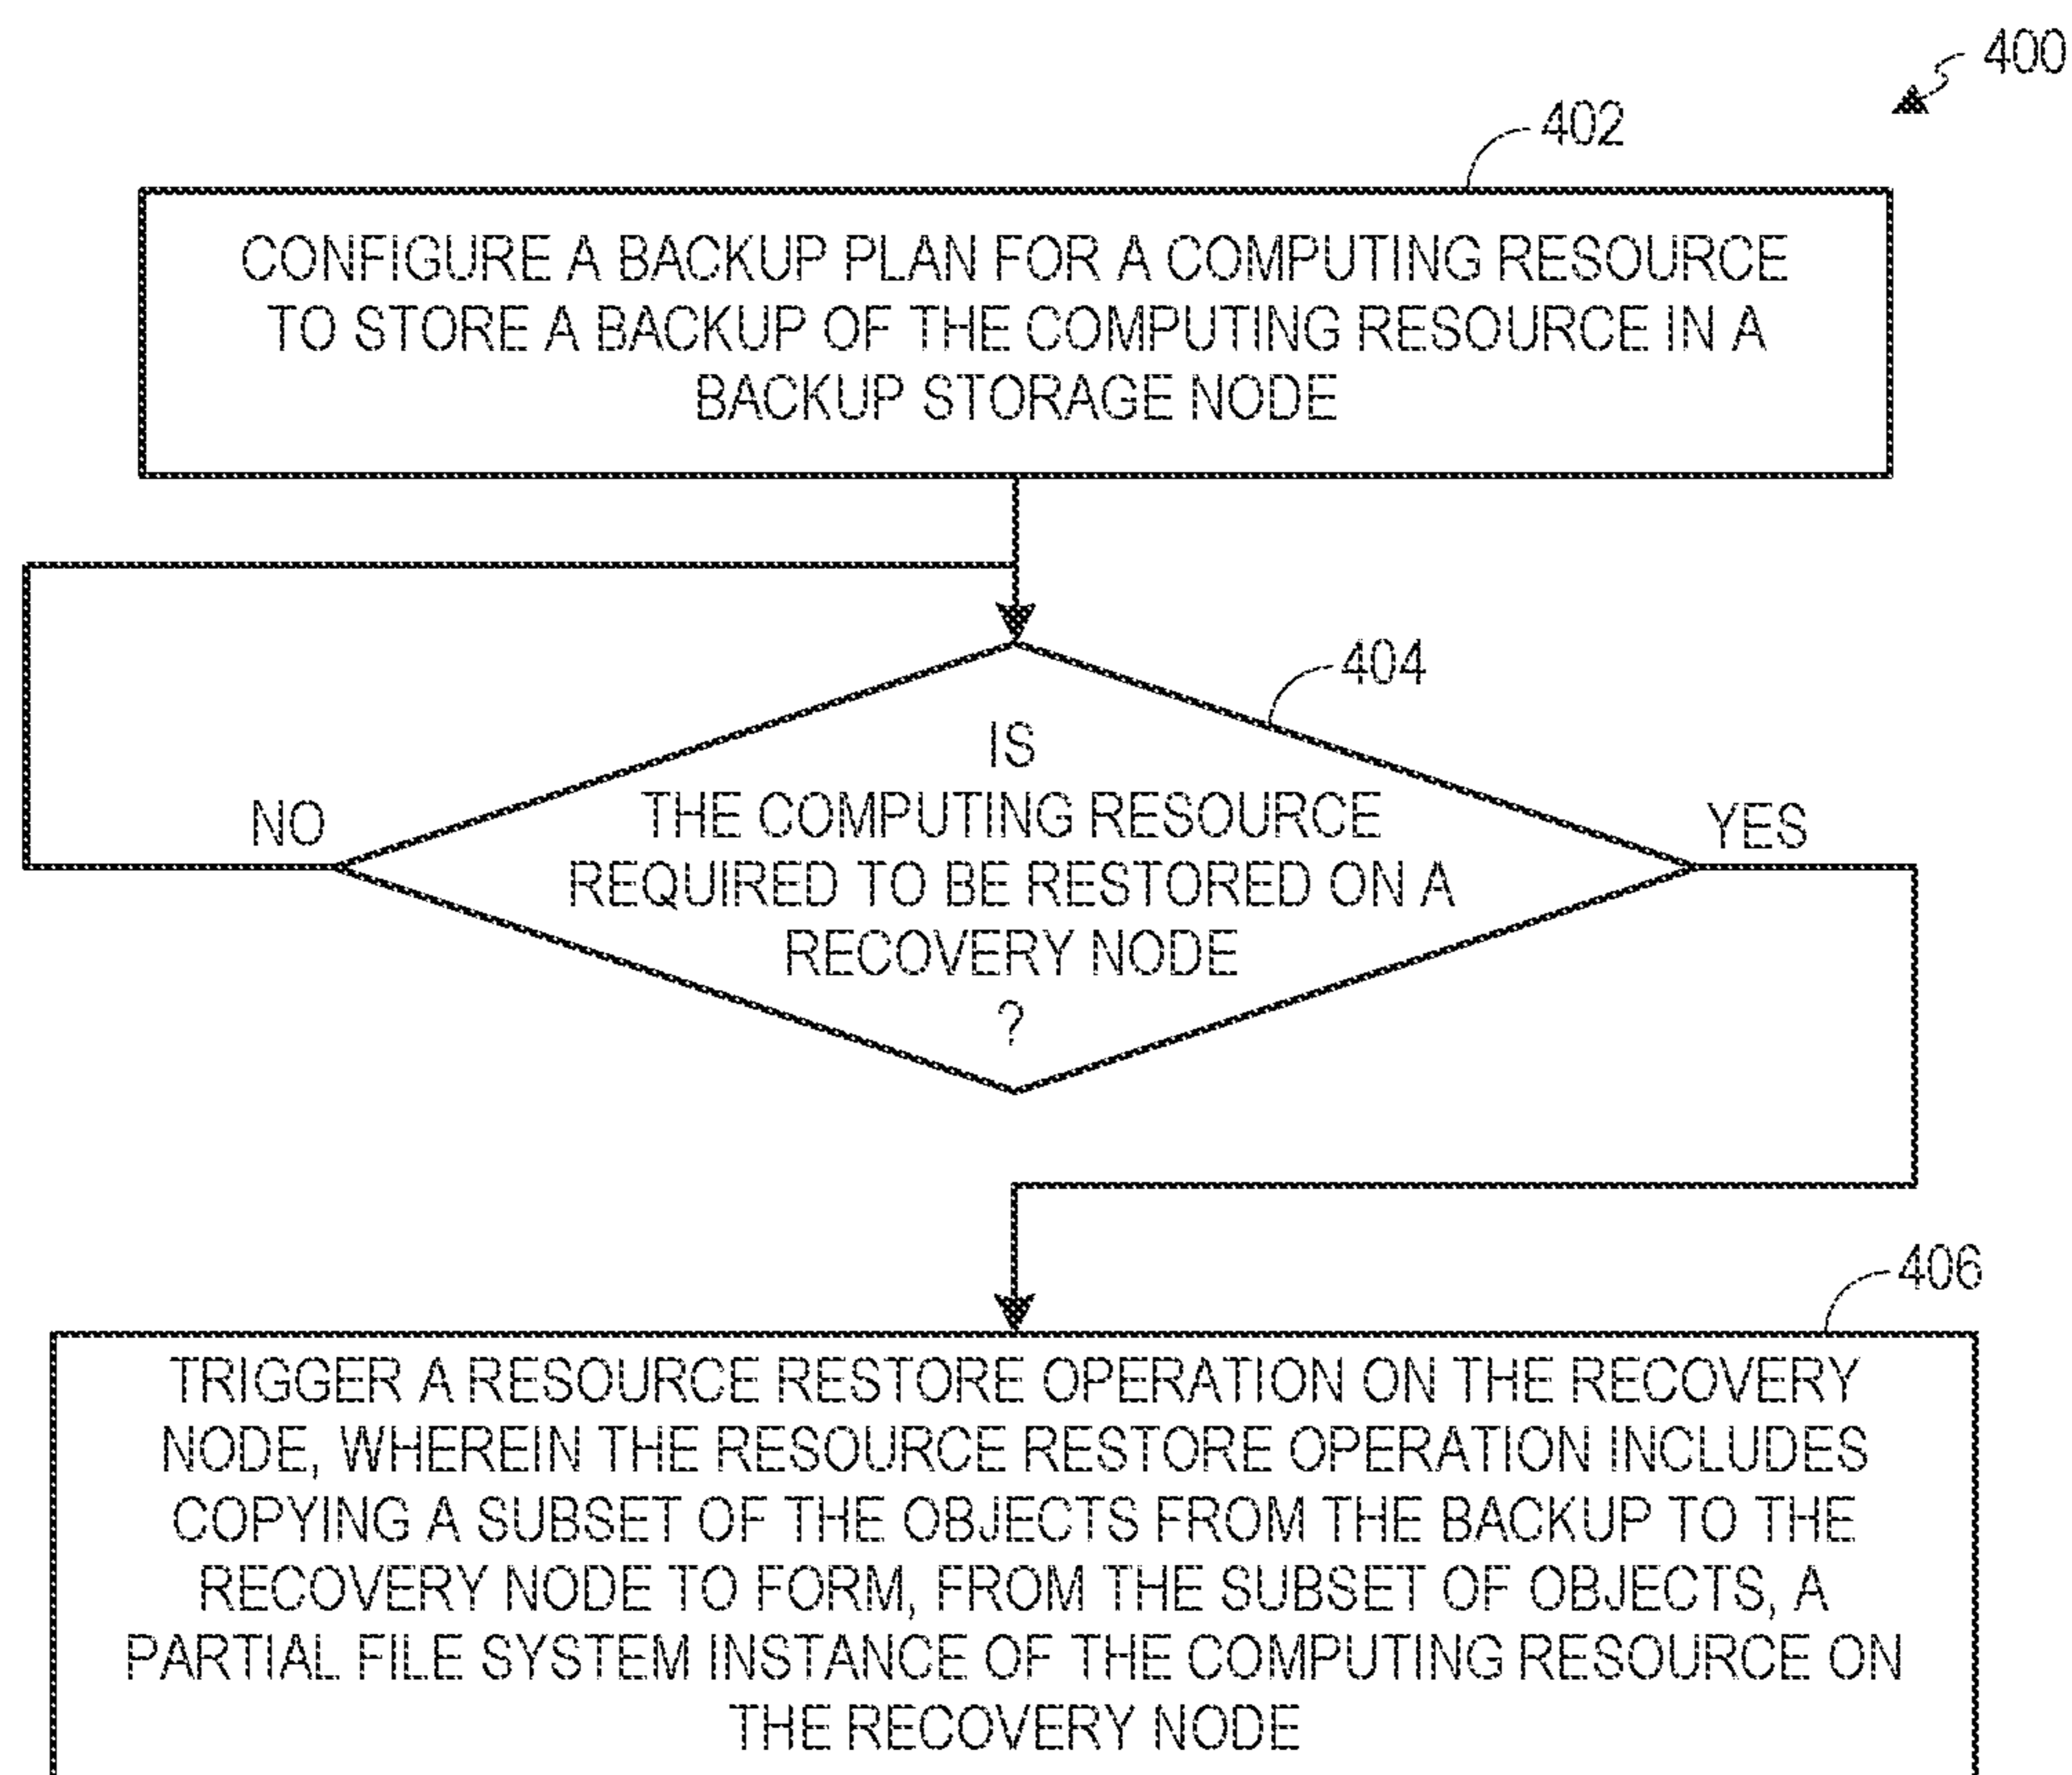 400
402
CONFIGURE A BACKUP PLAN FOR A COMPUTING RESOURCE
TO STORE A BACKUP OF THE COMPUTING RESOURCE IN A
BACKUP STORAGE NODE
404
IS
THE COMPUTING RESOURCE
REQUIRED TO BE RESTORED ON A
RECOVERY NODE
?
NO
YES
406
TRIGGER A RESOURCE RESTORE OPERATION ON THE RECOVERY
NODE, WHEREIN THE RESOURCE RESTORE OPERATION INCLUDES
COPYING A SUBSET OF THE OBJECTS FROM THE BACKUP TO THE
RECOVERY NODE TO FORM, FROM THE SUBSET OF OBJECTS, A
PARTIAL FILE SYSTEM INSTANCE OF THE COMPUTING RESOURCE ON
THE RECOVERY NODE